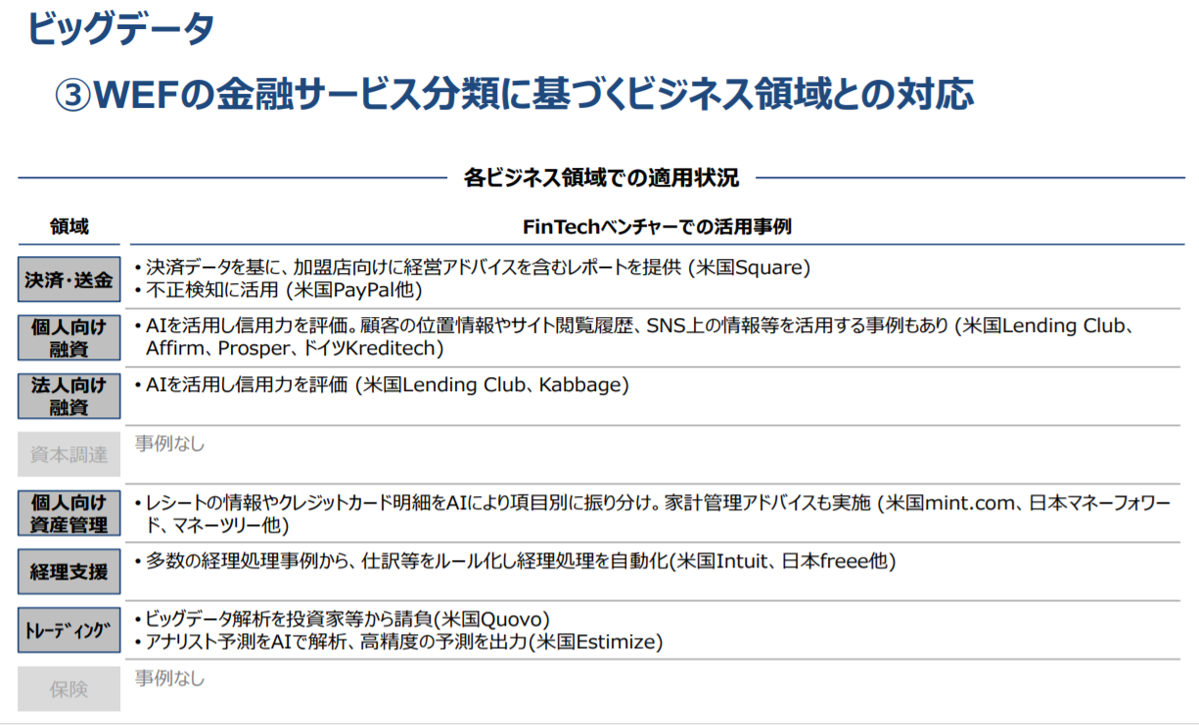 ビッグデータ
③WEFの金融サービス分類に基づくビジネス領域との対応
各ビジネス領域での適用状況
領域
FinTechベンチャーでの活用事例
決済・送金
• 決済データを基に、加盟店向けに経営アドバイスを含むレポートを提供 (米国Square)
• 不正検知に活用 (米国PayPal他)
個人向け
融資
• AIを活用し信用力を評価。顧客の位置情報やサイト閲覧履歴、SNS上の情報等を活用する事例もあり (米国Lending Club、
Affirm、Prosper、ドイツKreditech)
法人向け
融資
• AIを活用し信用力を評価 (米国Lending Club、Kabbage)
資本調達
事例なし
個人向け
資産管理
• レシートの情報やクレジットカード明細をAIにより項目別に振り分け。家計管理アドバイスも実施 (米国mint.com、日本マネーフォワー
ド、マネーツリー他)
経理支援
• 多数の経理処理事例から、仕訳等をルール化し経理処理を自動化(米国Intuit、日本freee他)
ﾄﾚｰﾃﾞｨﾝｸﾞ
• ビッグデータ解析を投資家等から請負(米国Quovo)
• アナリスト予測をAIで解析、高精度の予測を出力(米国Estimize)
保険
事例なし